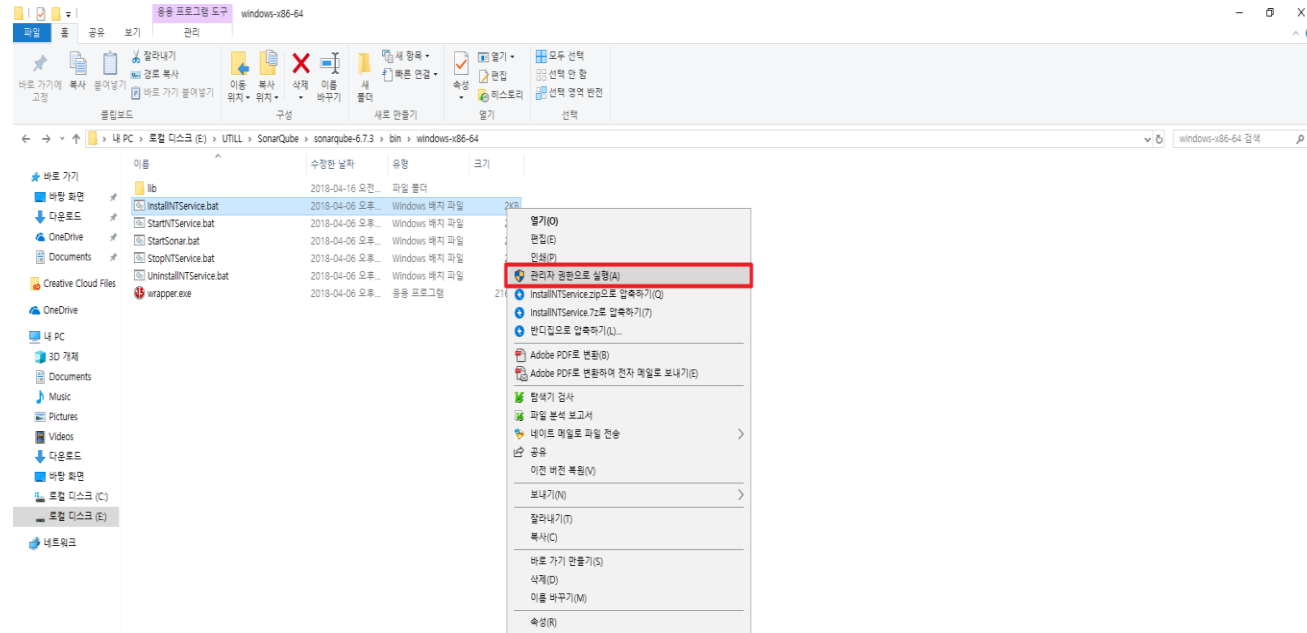 응용 프로그램 도구 windows-x86-64
파일 홈 공유 보기 관리
바로 가기에 고정
복사
붙여넣기
잘라내기
경로 복사
바로 가기 붙여넣기
클립보드
이동 위치
복사 위치
삭제
이름 바꾸기
구성
새 폴더
새 항목
빠른 연결
새로 만들기
속성
열기
편집
히스토리
열기
모두 선택
선택 안 함
선택 영역 반전
선택
내 PC › 로컬 디스크 (E:) › UTILL › SonarQube › sonarqube-6.7.3 › bin › windows-x86-64
windows-x86-64 검색
바로 가기
바탕 화면
다운로드
OneDrive
Documents
Creative Cloud Files
OneDrive
내 PC
3D 개체
Documents
Music
Pictures
Videos
다운로드
바탕 화면
로컬 디스크 (C:)
로컬 디스크 (E:)
네트워크
이름 수정한 날짜 유형 크기
lib 2018-04-16 오전... 파일 폴더
InstallNTService.bat 2018-04-06 오후... Windows 배치 파일 2KB
StartNTService.bat 2018-04-06 오후... Windows 배치 파일
StartSonar.bat 2018-04-06 오후... Windows 배치 파일
StopNTService.bat 2018-04-06 오후... Windows 배치 파일
UninstallNTService.bat 2018-04-06 오후... Windows 배치 파일
wrapper.exe 2018-04-06 오후... 응용 프로그램
열기(O)
편집(E)
인쇄(P)
관리자 권한으로 실행(A)
InstallNTService.zip으로 압축하기(Q)
InstallNTService.7z로 압축하기(7)
반디집으로 압축하기(L)...
Adobe PDF로 변환(B)
Adobe PDF로 변환하여 전자 메일로 보내기(E)
탐색기 검사
파일 분석 보고서
네이트 메일로 파일 전송
공유
이전 버전 복원(V)
보내기(N)
잘라내기(T)
복사(C)
바로 가기 만들기(S)
삭제(D)
이름 바꾸기(M)
속성(R)